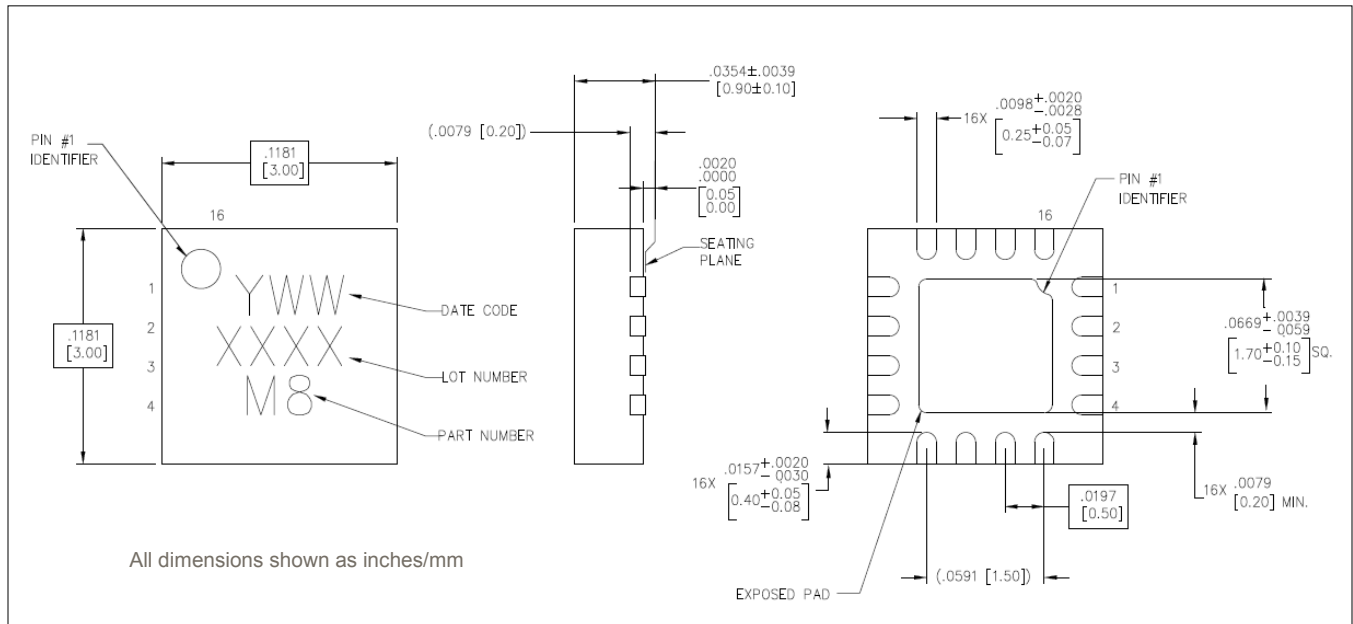 PIN #1
IDENTIFIER
.1181
[3.00]
16
1
2
3
4
.1181
[3.00]
YWW
XXXX
M8
DATE CODE
LOT NUMBER
PART NUMBER
All dimensions shown as inches/mm
.0354±.0039
[0.90±0.10]
(.0079 [0.20])
.0020
.0000
[0.05
0.00]
SEATING
PLANE
16X .0098+.0020
-.0028
[0.25+0.05
-0.07]
PIN #1
IDENTIFIER
16
1
2
3
4
.0669+.0039
-.0059
[1.70+0.10
-0.15] SQ.
16X .0157+.0020
-.0030
[0.40+0.05
-0.08]
.0197
[0.50]
16X .0079
[0.20] MIN.
(.0591 [1.50])
EXPOSED PAD